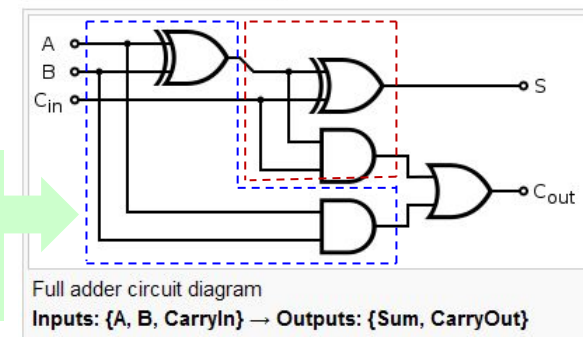 A
B
Cin
S
Cout
Full adder circuit diagram
Inputs: {A, B, CarryIn} → Outputs: {Sum, CarryOut}